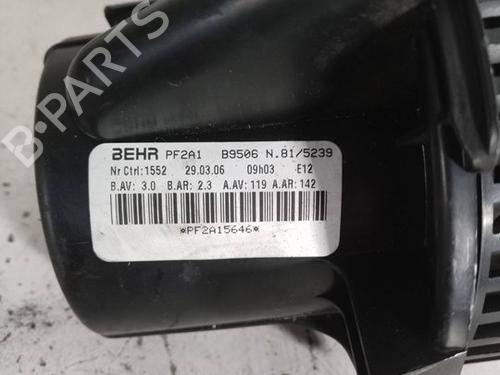 BEHR PF2A1 B9506 N.81/5239
Nr Ctrl:1552 29.03.06 09h03 E12
B.AV: 3.0 B.AR: 2.3 A.AV: 119 A.AR: 142
*PF2A15646*
B-PARTS